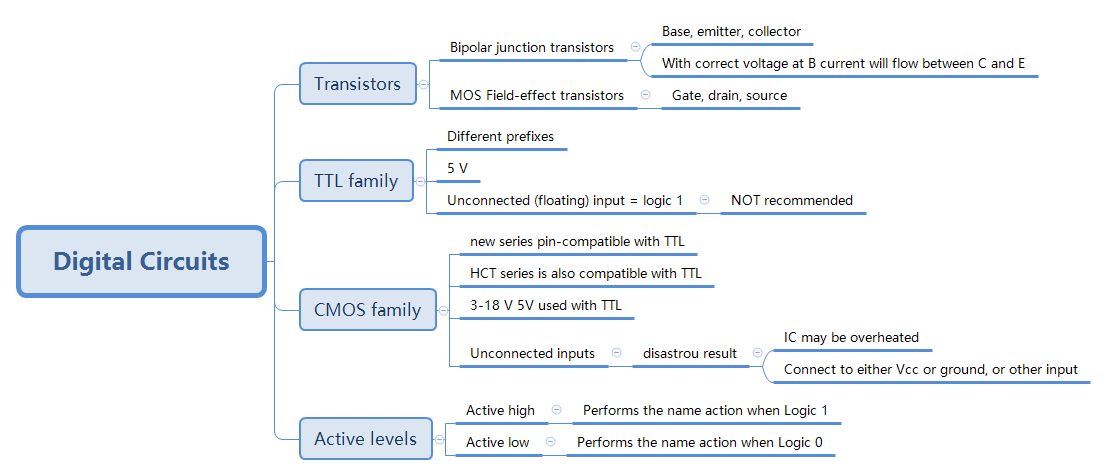 Digital Circuits
Transistors
Bipolar junction transistors
Base, emitter, collector
With correct voltage at B current will flow between C and E
MOS Field-effect transistors
Gate, drain, source
TTL family
Different prefixes
5 V
Unconnected (floating) input = logic 1
NOT recommended
CMOS family
new series pin-compatible with TTL
HCT series is also compatible with TTL
3-18 V 5V used with TTL
Unconnected inputs
disastrou result
IC may be overheated
Connect to either Vcc or ground, or other input
Active levels
Active high
Performs the name action when Logic 1
Active low
Performs the name action when Logic 0